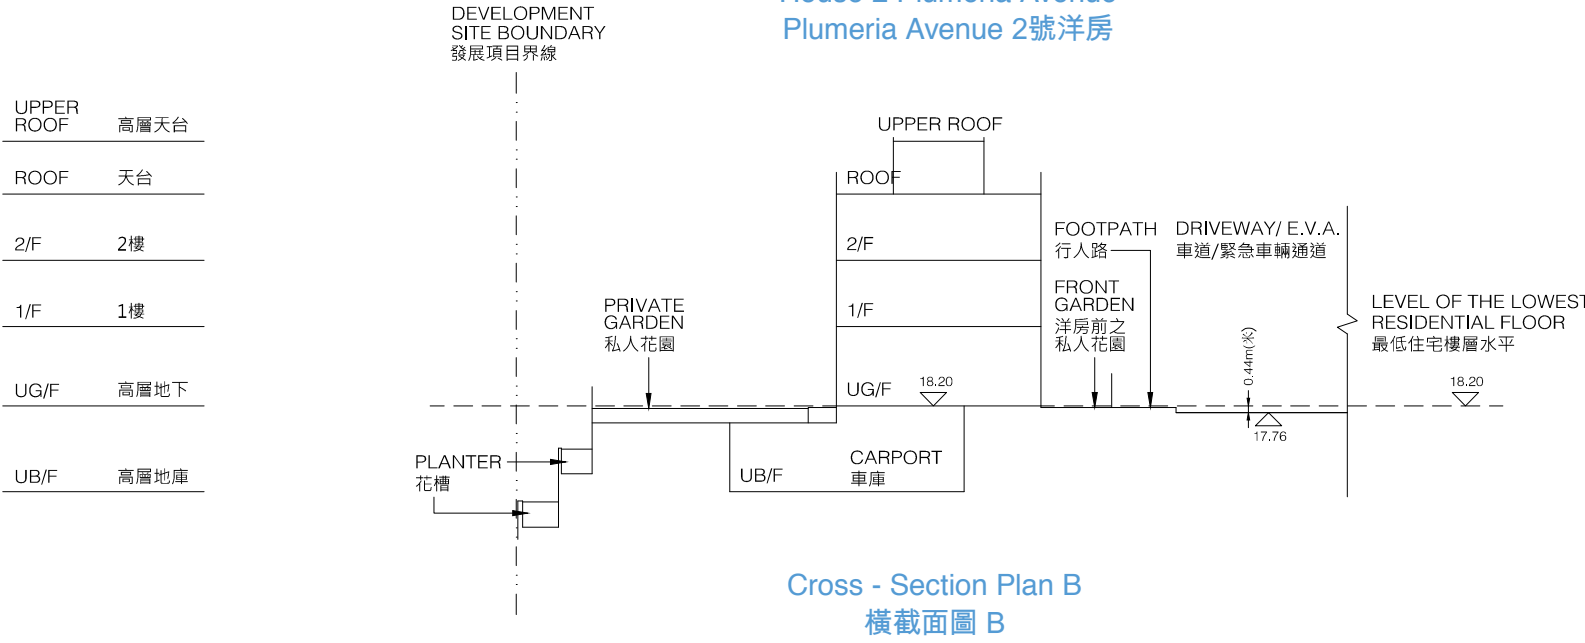 House 2 Plumeria Avenue
Plumeria Avenue 2號洋房
DEVELOPMENT
SITE BOUNDARY
發展項目界線
UPPER
ROOF 高層天台
ROOF 天台
2/F 2樓
1/F 1樓
UG/F 高層地下
UB/F 高層地庫
UPPER ROOF
ROOF
2/F
1/F
UG/F
18.20
UB/F
CARPORT
車庫
PRIVATE
GARDEN
私人花園
PLANTER
花槽
FOOTPATH
行人路
FRONT
GARDEN
洋房前之
私人花園
DRIVEWAY/ E.V.A.
車道/緊急車輛通道
0.44m(米)
17.76
LEVEL OF THE LOWEST
RESIDENTIAL FLOOR
最低住宅樓層水平
18.20
Cross - Section Plan B
橫截面圖 B